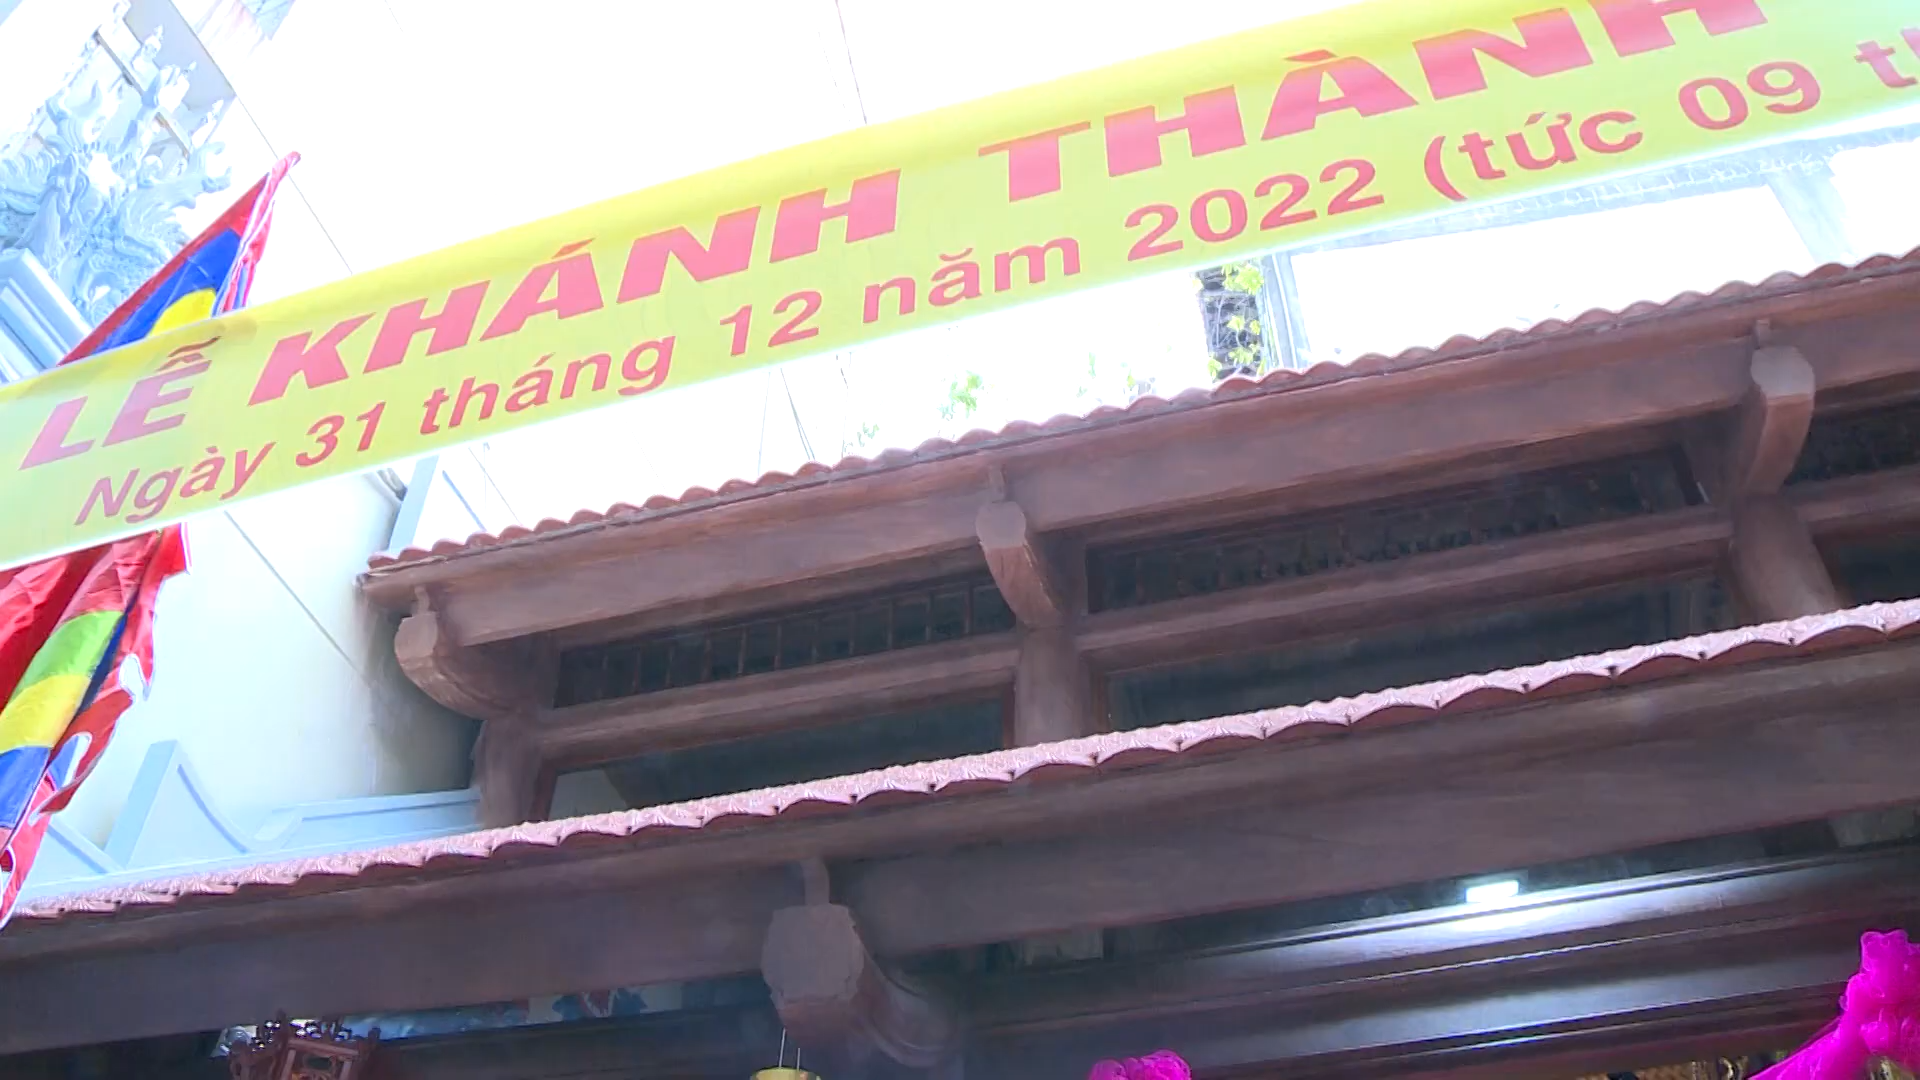 LỄ KHÁNH THÀNH
Ngày 31 tháng 12 năm 2022 (tức 09